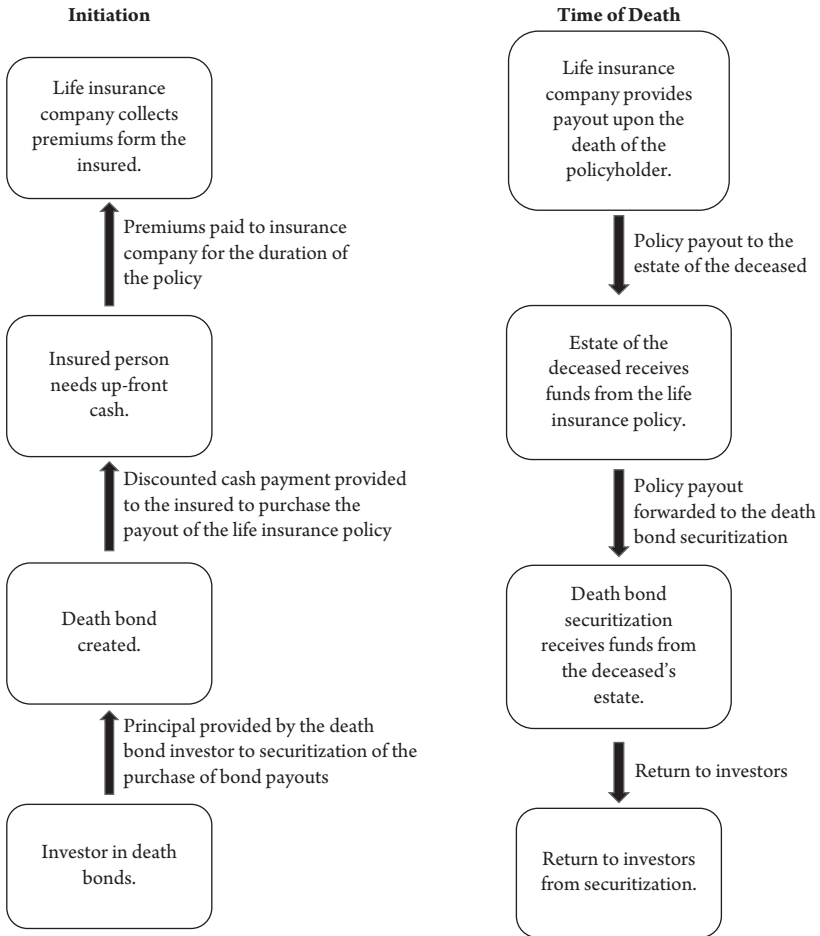 Initiation
Life insurance
company collects
premiums form the
insured.
Premiums paid to insurance
company for the duration of
the policy
Insured person
needs up-front
cash.
Discounted cash payment provided
to the insured to purchase the
payout of the life insurance policy
Death bond
created.
Principal provided by the death
bond investor to securitization of the
purchase of bond payouts
Investor in death
bonds.
Time of Death
Life insurance
company provides
payout upon the
death of the
policyholder.
Policy payout to the
estate of the deceased
Estate of the
deceased receives
funds from the life
insurance policy.
Policy payout
forwarded to the death
bond securitization
Death bond
securitization
receives funds from
the deceased’s
estate.
Return to investors
Return to investors
from securitization.